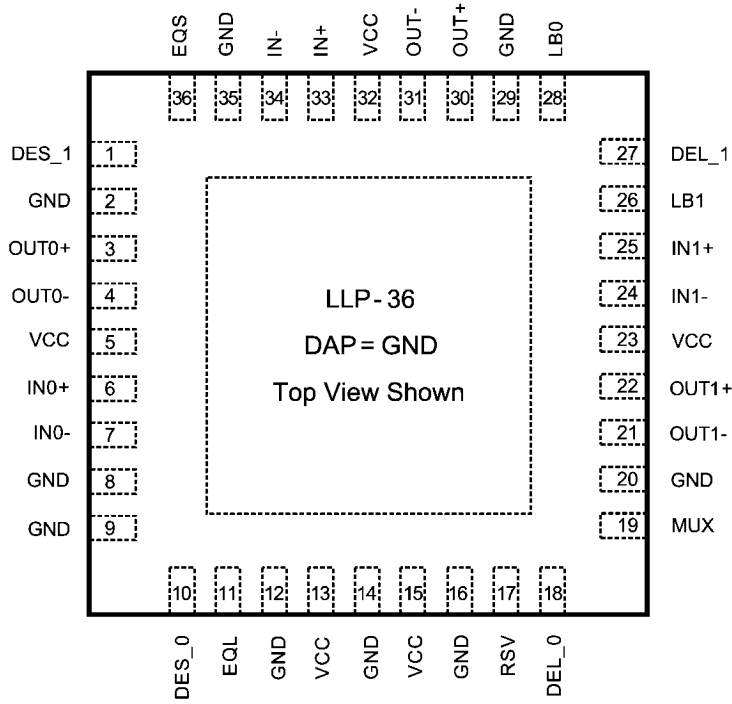 EQS GND IN- IN+ VCC OUT- OUT+ GND LB0
36 35 34 33 32 31 30 29 28
DES_1 1
GND 2
OUT0+ 3
OUT0- 4
VCC 5
IN0+ 6
IN0- 7
GND 8
GND 9
LLP-36
DAP = GND
Top View Shown
27 DEL_1
26 LB1
25 IN1+
24 IN1-
23 VCC
22 OUT1+
21 OUT1-
20 GND
19 MUX
10 11 12 13 14 15 16 17 18
DES_0 EQL GND VCC GND VCC GND RSV DEL_0